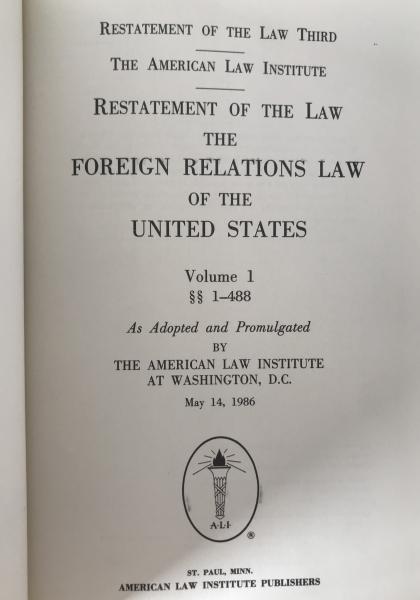 RESTATEMENT OF THE LAW THIRD
THE AMERICAN LAW INSTITUTE
RESTATEMENT OF THE LAW
THE
FOREIGN RELATIONS LAW
OF THE
UNITED STATES
Volume 1
§§ 1–488
As Adopted and Promulgated
BY
THE AMERICAN LAW INSTITUTE
AT WASHINGTON, D.C.
May 14, 1986
A·L·I
®
ST. PAUL, MINN.
AMERICAN LAW INSTITUTE PUBLISHERS